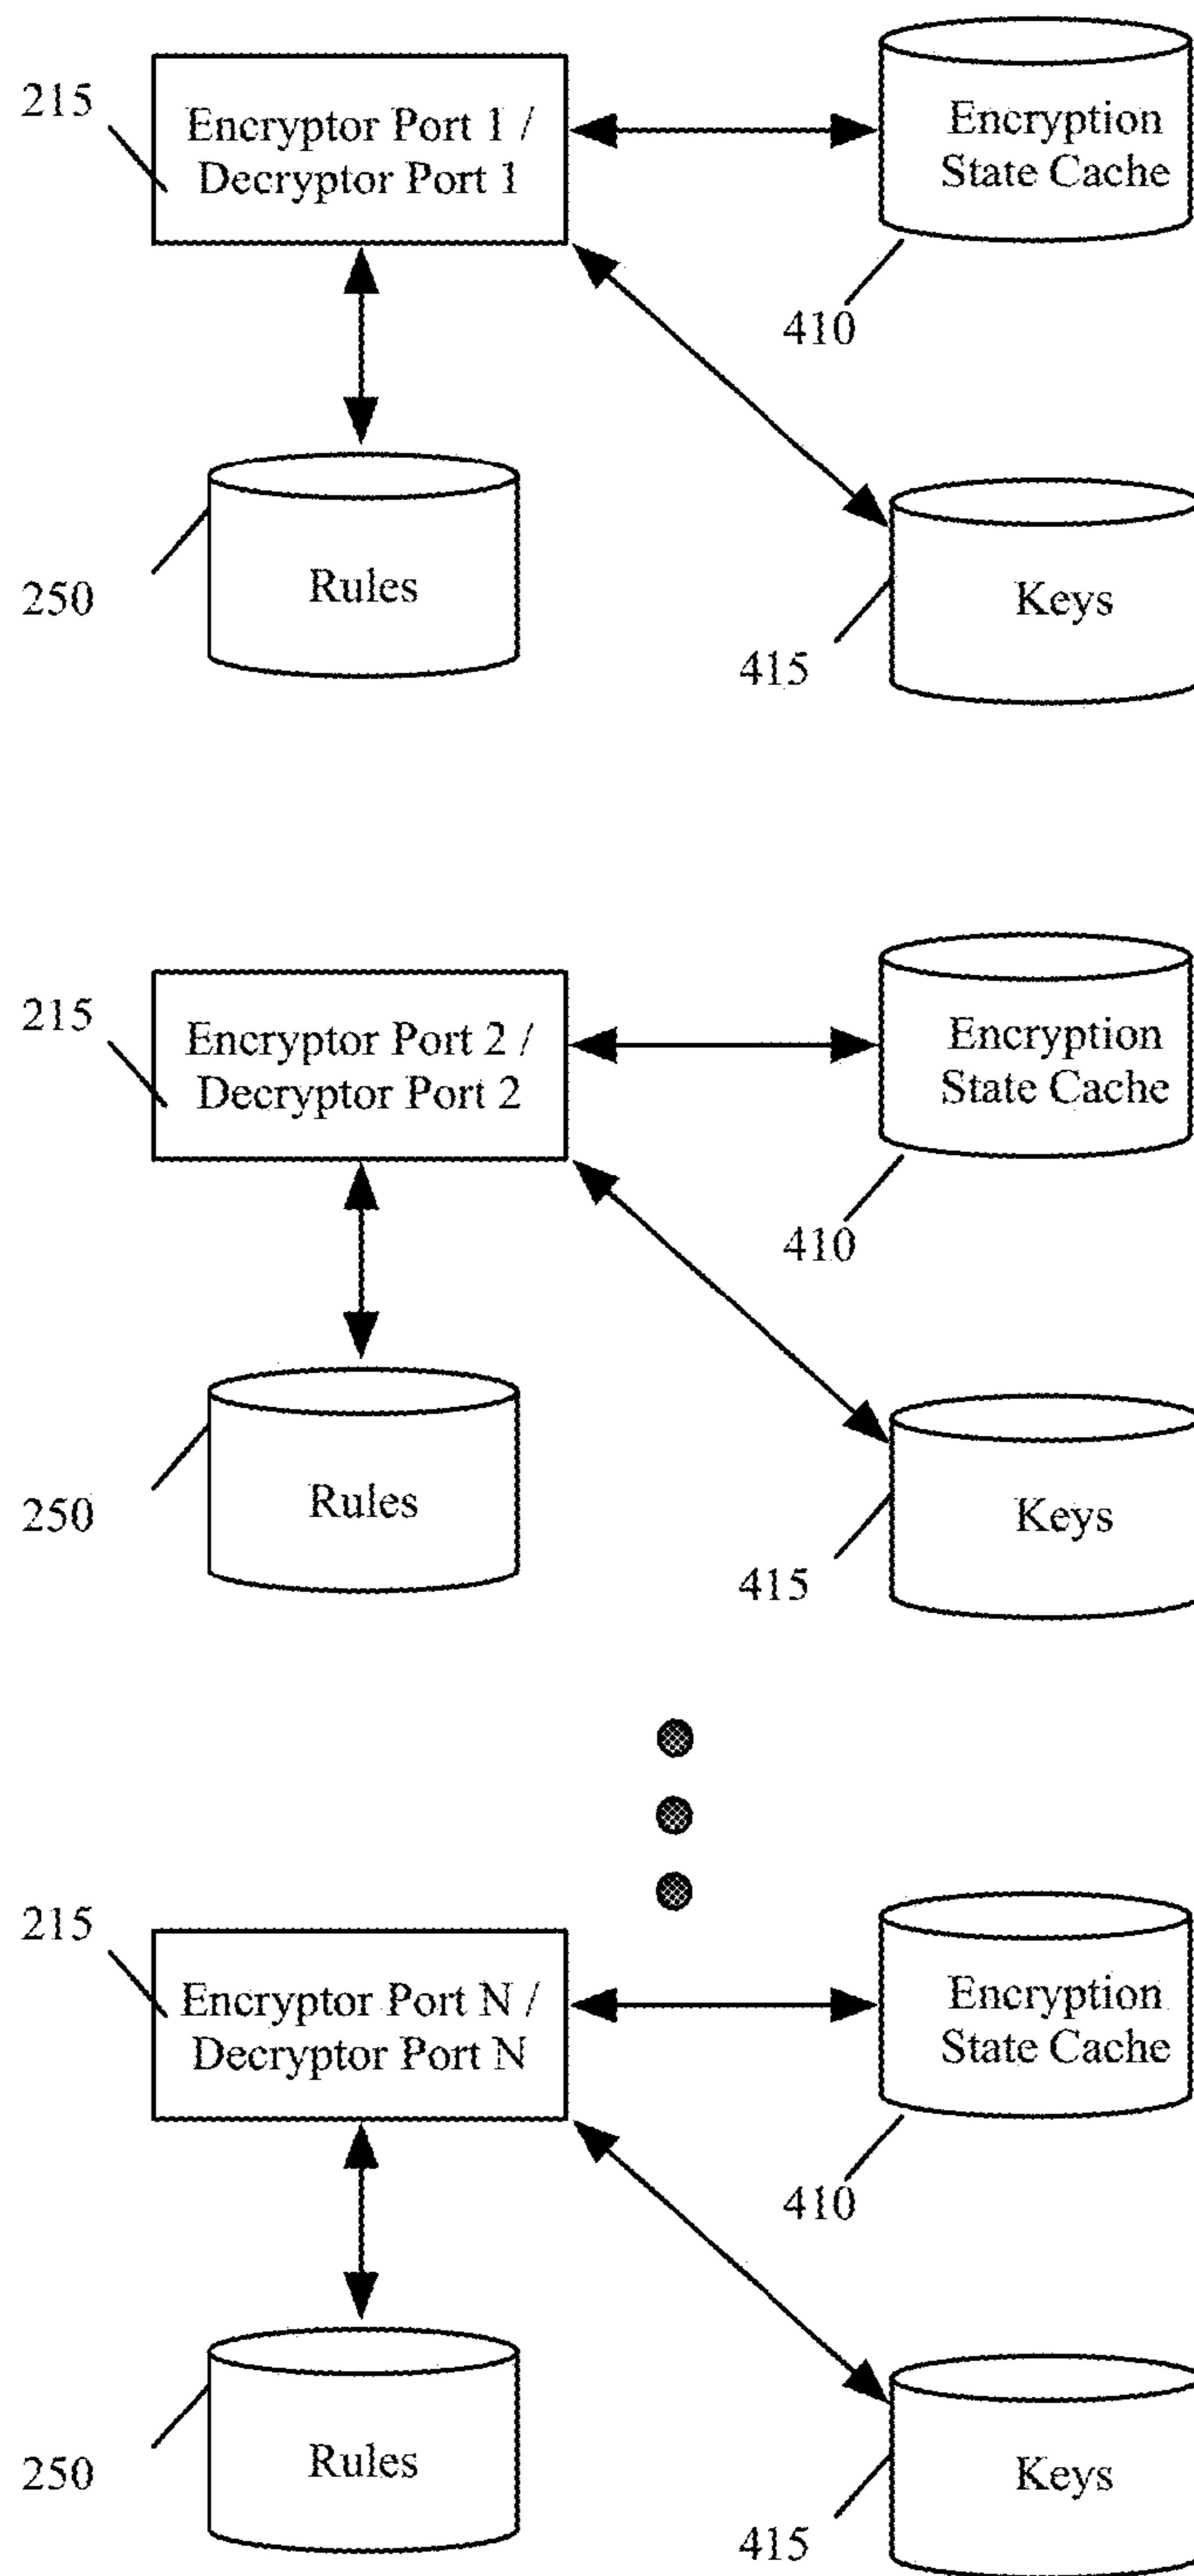 215
Encryptor Port 1 /
Decryptor Port 1
Encryption
State Cache
410
250
Rules
Keys
415
215
Encryptor Port 2 /
Decryptor Port 2
Encryption
State Cache
410
250
Rules
Keys
415
215
Encryptor Port N /
Decryptor Port N
Encryption
State Cache
410
250
Rules
Keys
415